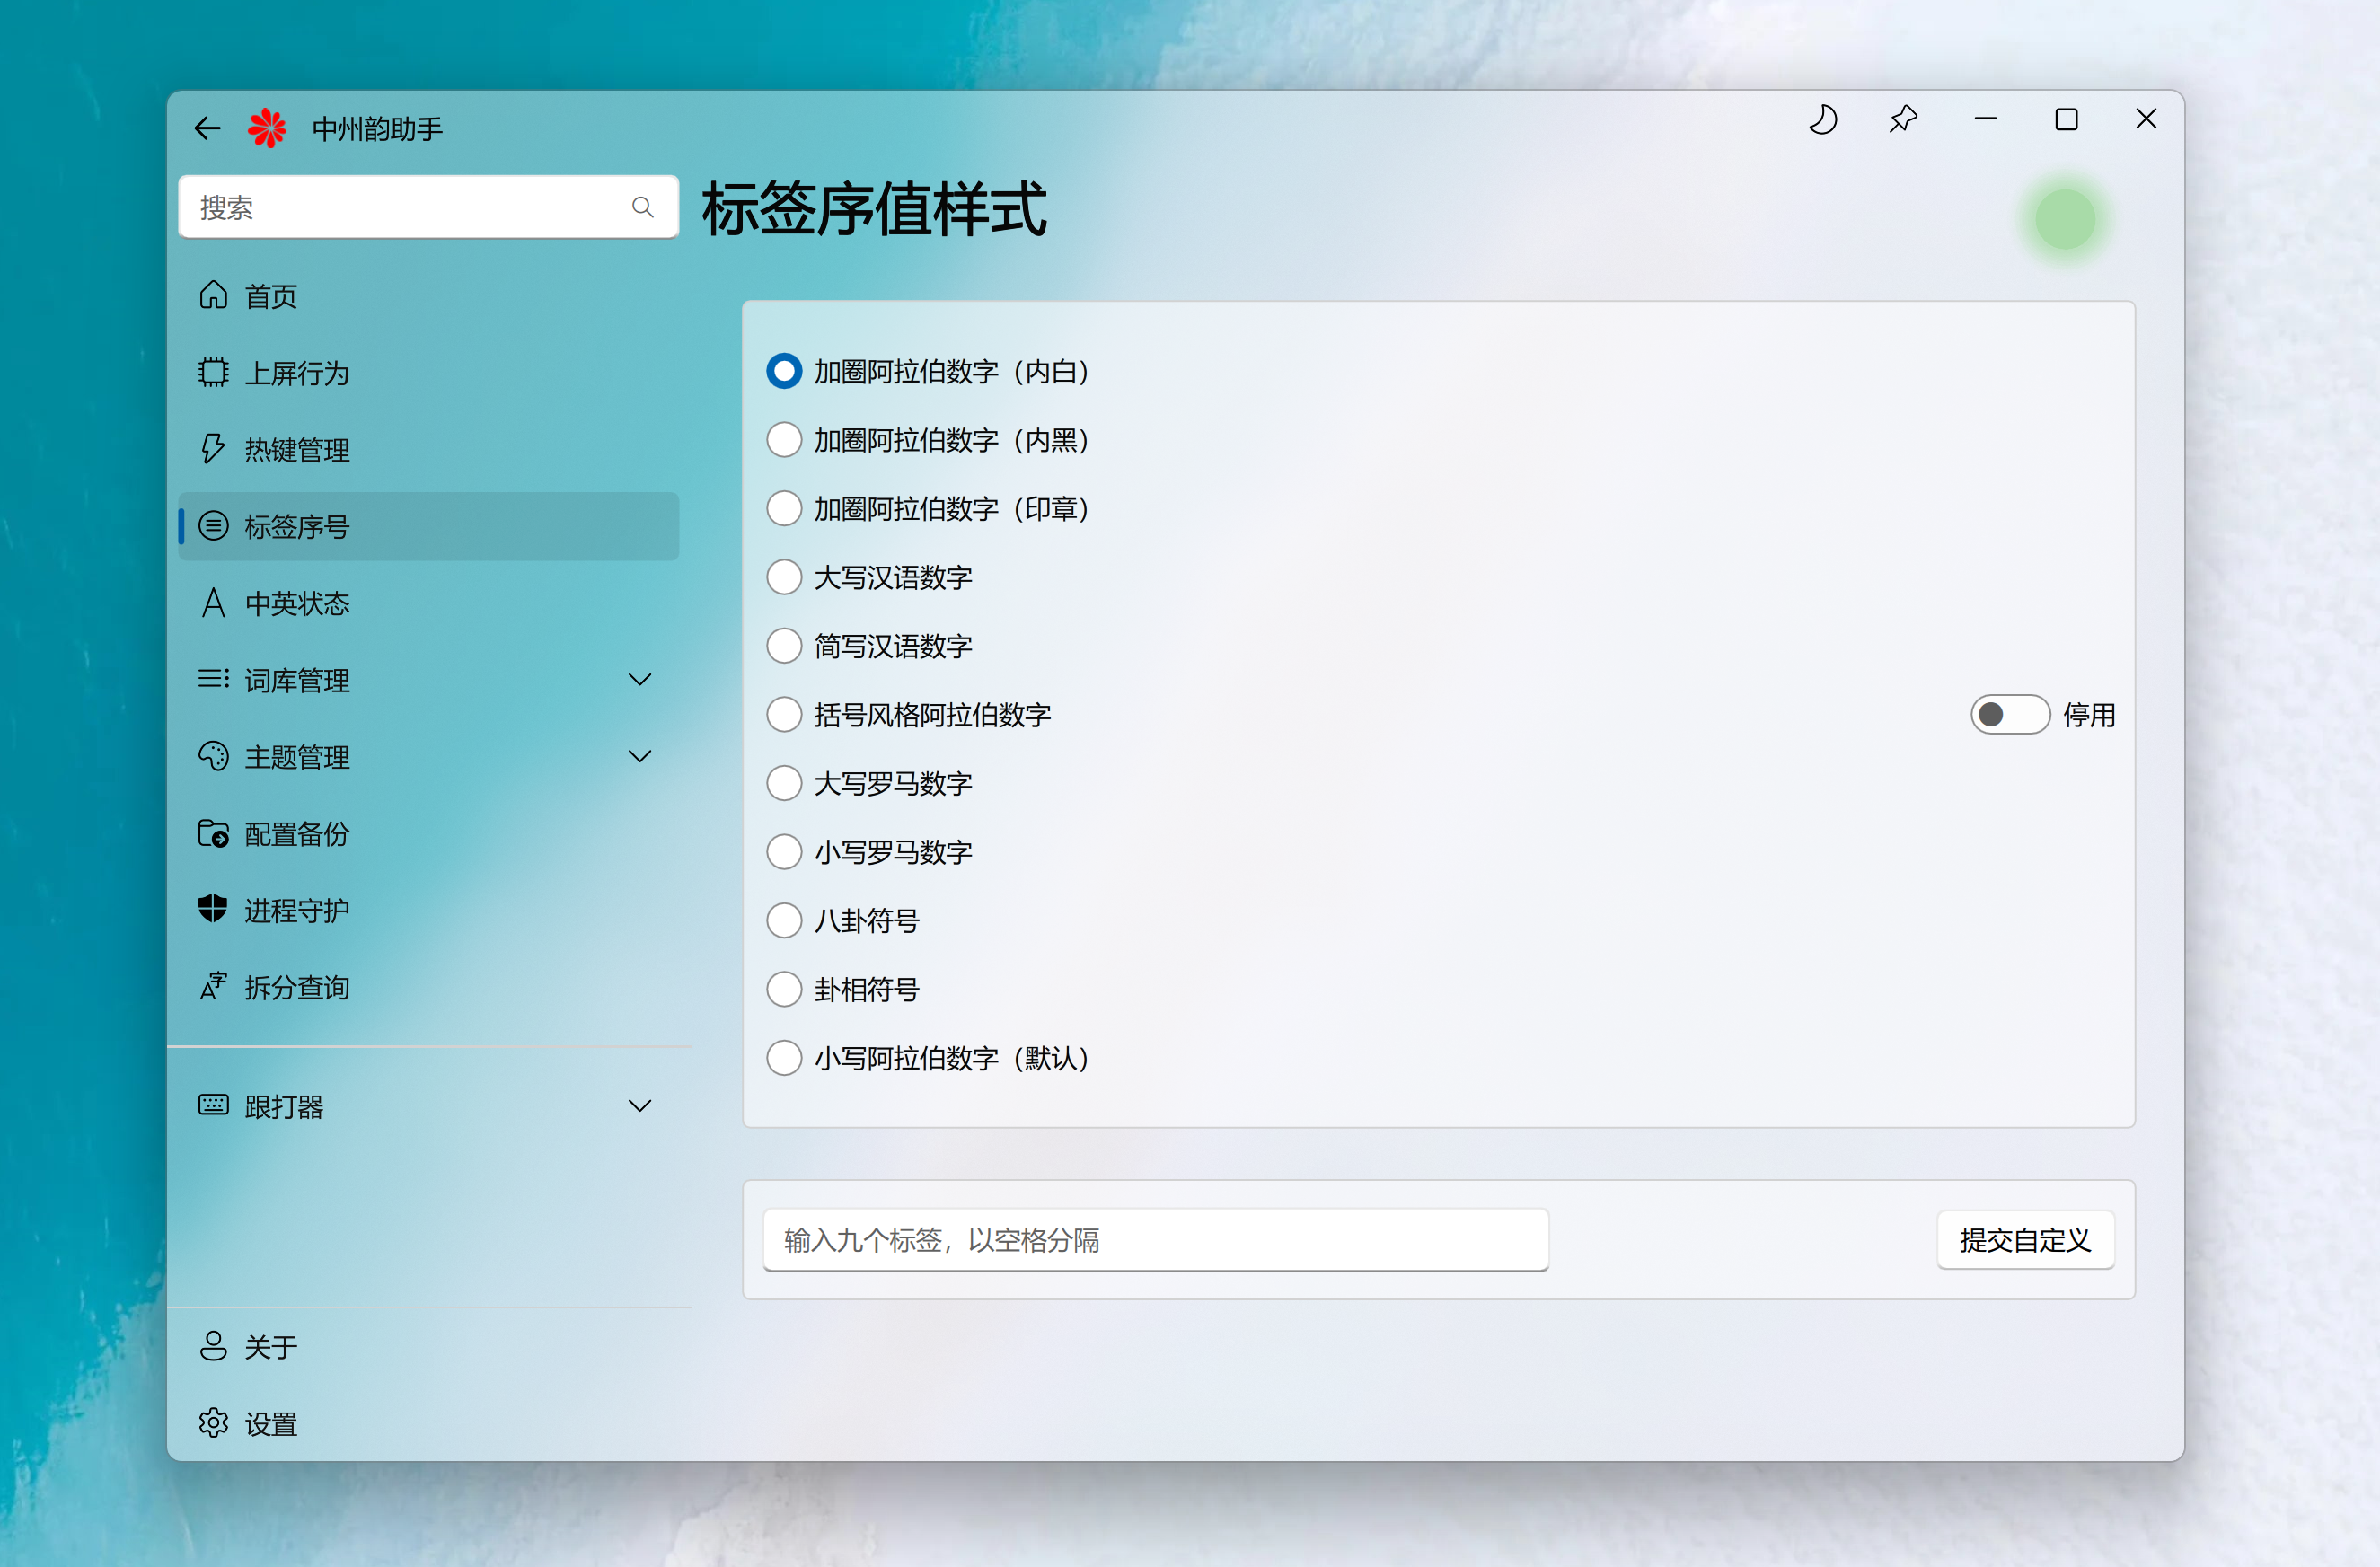 中州韵助手
搜索
首页
上屏行为
热键管理
标签序号
中英状态
词库管理
主题管理
配置备份
进程守护
拆分查询
跟打器
关于
设置
标签序值样式
加圈阿拉伯数字（内白）
加圈阿拉伯数字（内黑）
加圈阿拉伯数字（印章）
大写汉语数字
简写汉语数字
括号风格阿拉伯数字
停用
大写罗马数字
小写罗马数字
八卦符号
卦相符号
小写阿拉伯数字（默认）
输入九个标签，以空格分隔
提交自定义